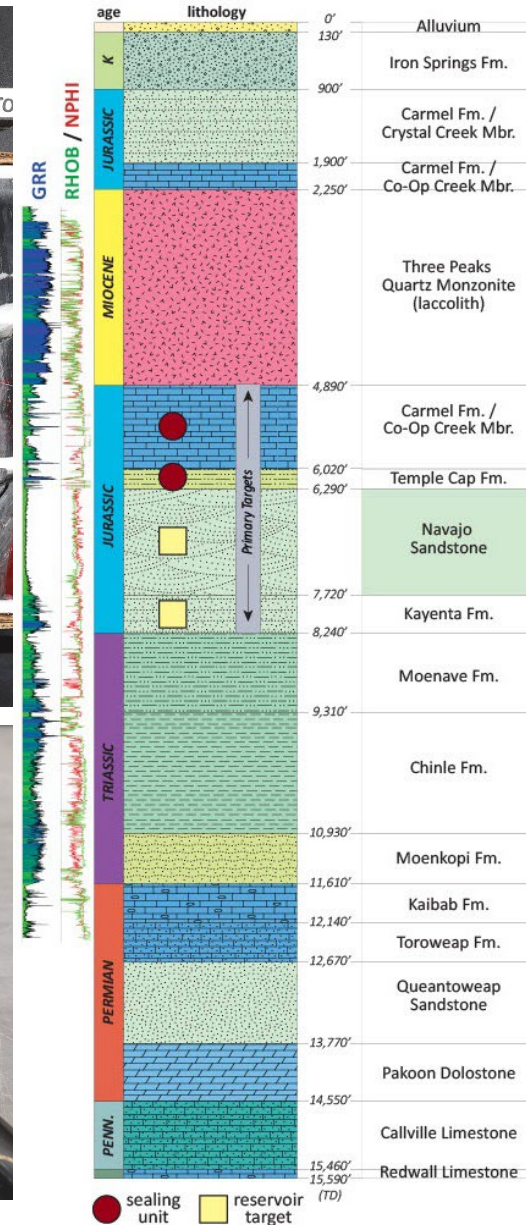 age lithology
0’
Alluvium
130’
K
Iron Springs Fm.
900’
GRR
RHOB / NPHI
JURASSIC
Carmel Fm. /
Crystal Creek Mbr.
1,900’
Carmel Fm. /
Co-Op Creek Mbr.
2,250’
MIOCENE
Three Peaks
Quartz Monzonite
(laccolith)
4,890’
JURASSIC
Primary Targets
Carmel Fm. /
Co-Op Creek Mbr.
6,020’
Temple Cap Fm.
6,290’
Navajo
Sandstone
7,720’
Kayenta Fm.
8,240’
TRIASSIC
Moenave Fm.
9,310’
Chinle Fm.
10,930’
Moenkopi Fm.
11,610’
PERMIAN
Kaibab Fm.
12,140’
Toroweap Fm.
12,670’
Queantoweap
Sandstone
13,770’
Pakoon Dolostone
14,550’
PENN.
Callville Limestone
15,460’
Redwall Limestone
15,590’
(TD)
sealing
unit
reservoir
target